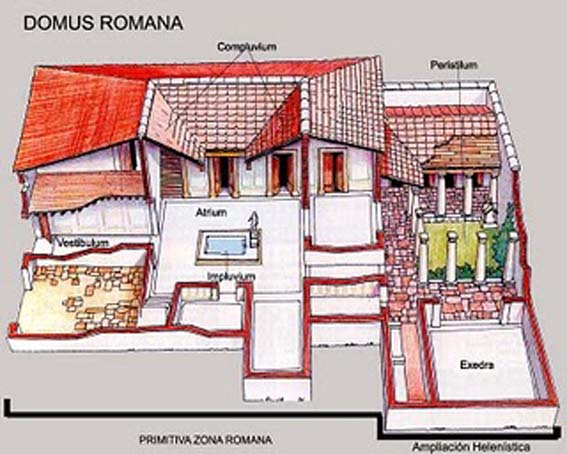 DOMUS ROMANA
Compluvium
Peristilum
Atrium
Vestibulum
Impluvium
Exedra
PRIMITIVA ZONA ROMANA
Ampliación Helenística